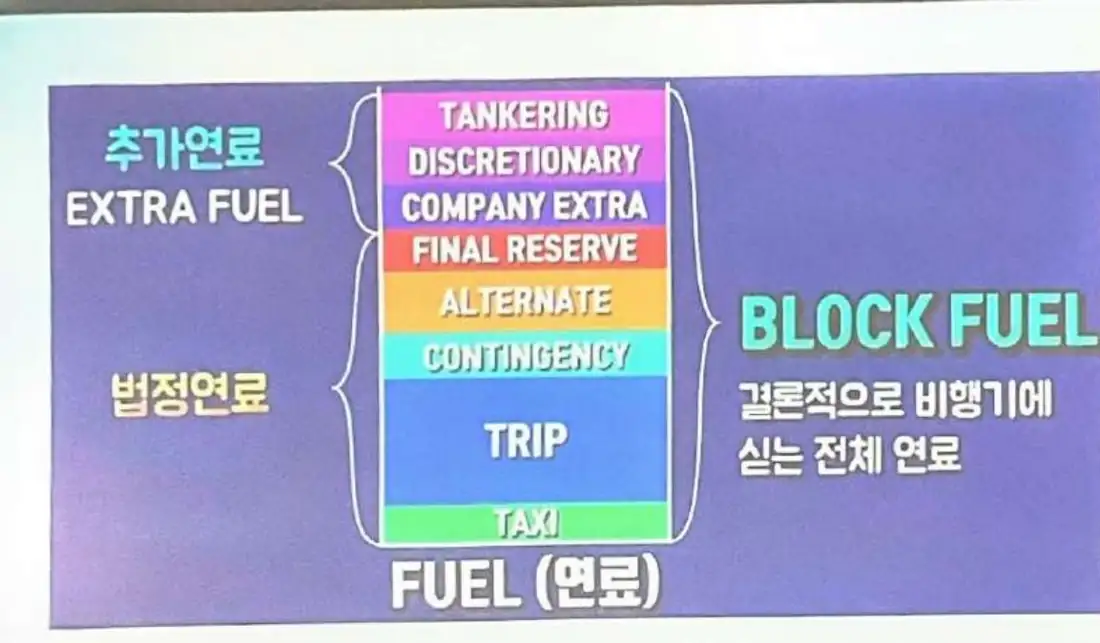 추가연료
EXTRA FUEL
법정연료
TANKERING
DISCRETIONARY
COMPANY EXTRA
FINAL RESERVE
ALTERNATE
CONTINGENCY
TRIP
TAXI
FUEL (연료)
BLOCK FUEL
결론적으로 비행기에
싣는 전체 연료